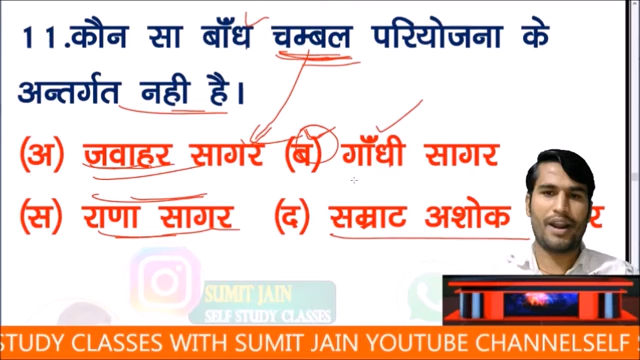 11.कौन सा बाँध चम्बल परियोजना के
अन्तर्गत नही है।
(अ) जवाहर सागर (ब) गाँधी सागर
(स) राणा सागर (द) सम्राट अशोक
SUMIT JAIN
SELF STUDY CLASSES
STUDY CLASSES WITH SUMIT JAIN YOUTUBE CHANNELSELF